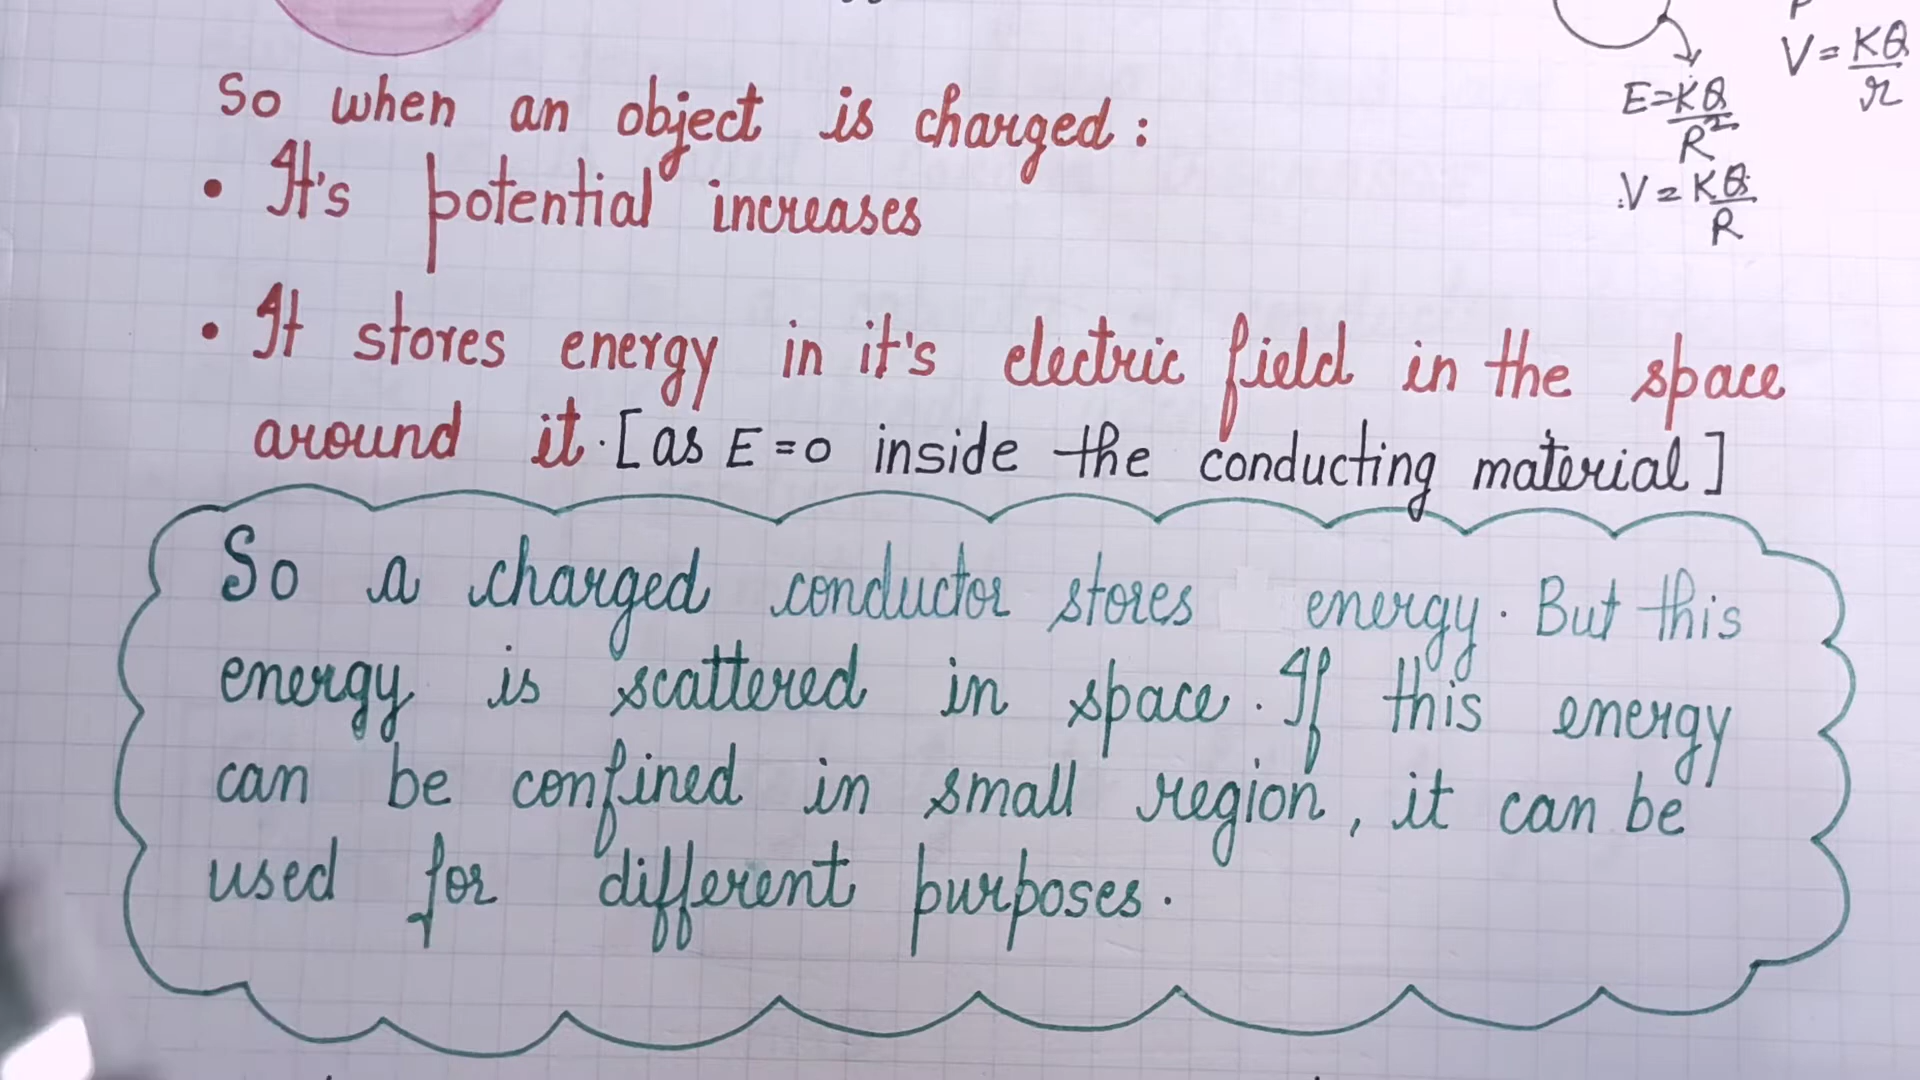 So when an object is charged:
• It's potential increases
• It stores energy in it's electric field in the space
around it. [as E=0 inside the conducting material]
So a charged conductor stores energy. But this
energy is scattered in space. If this energy
can be confined in small region, it can be
used for different purposes.
V = KQ/r
E = KQ/R²
V = KQ/R